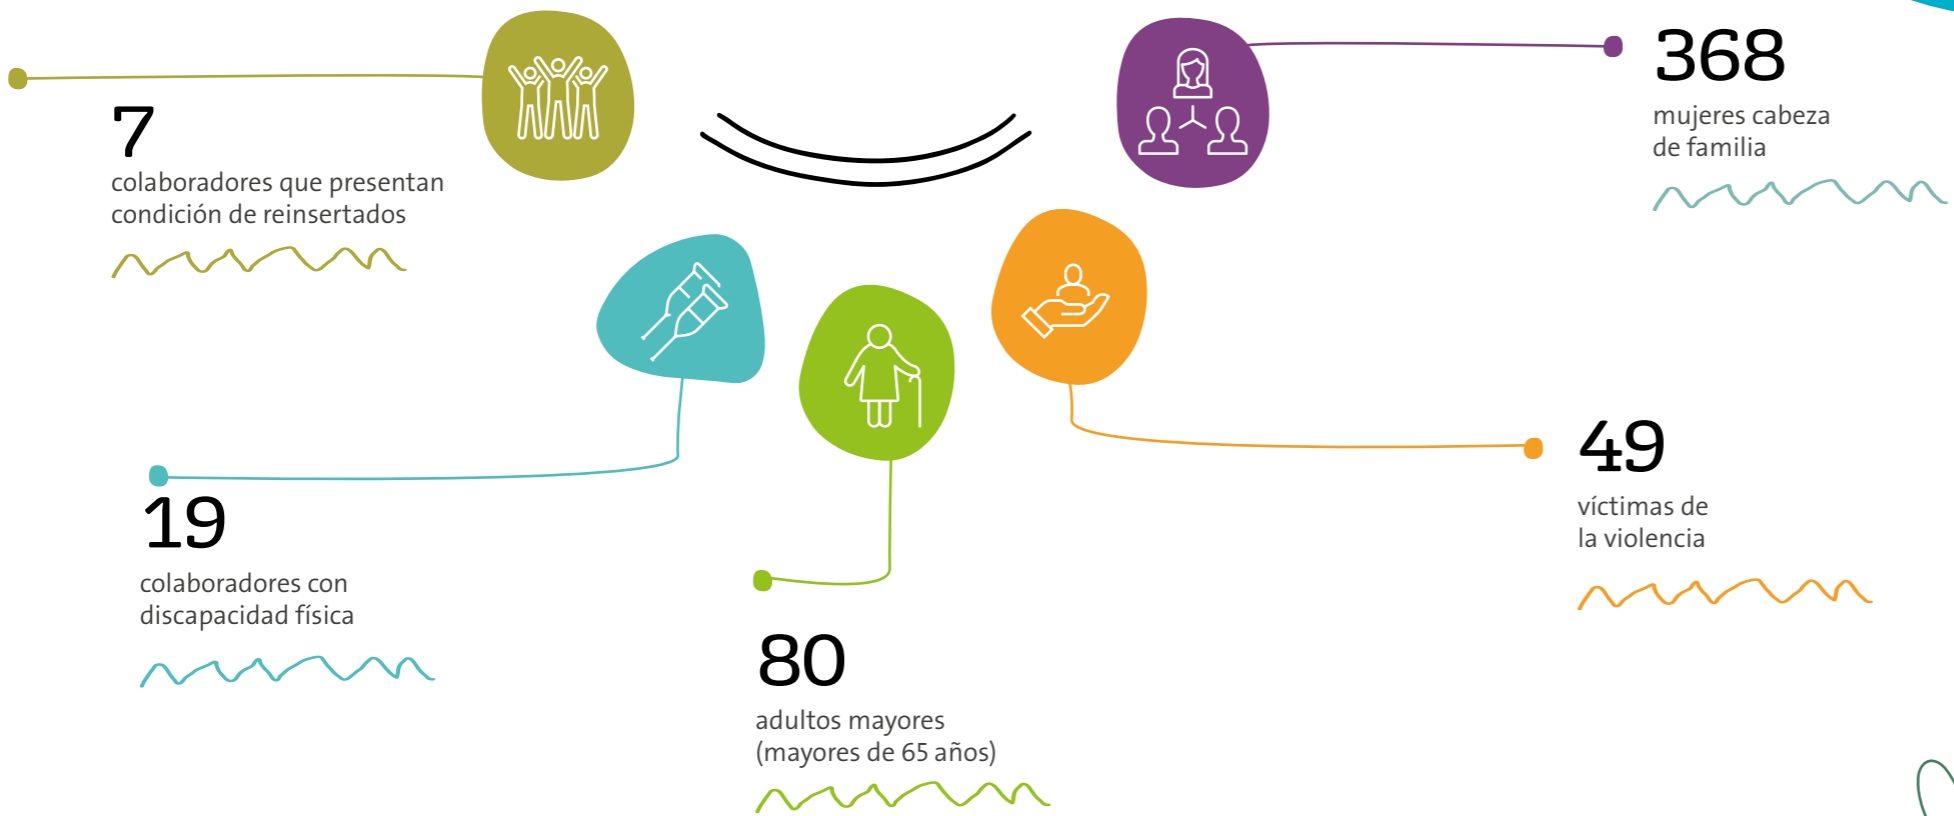 7
colaboradores que presentan
condición de reinsertados
368
mujeres cabeza
de familia
19
colaboradores con
discapacidad física
80
adultos mayores
(mayores de 65 años)
49
víctimas de
la violencia